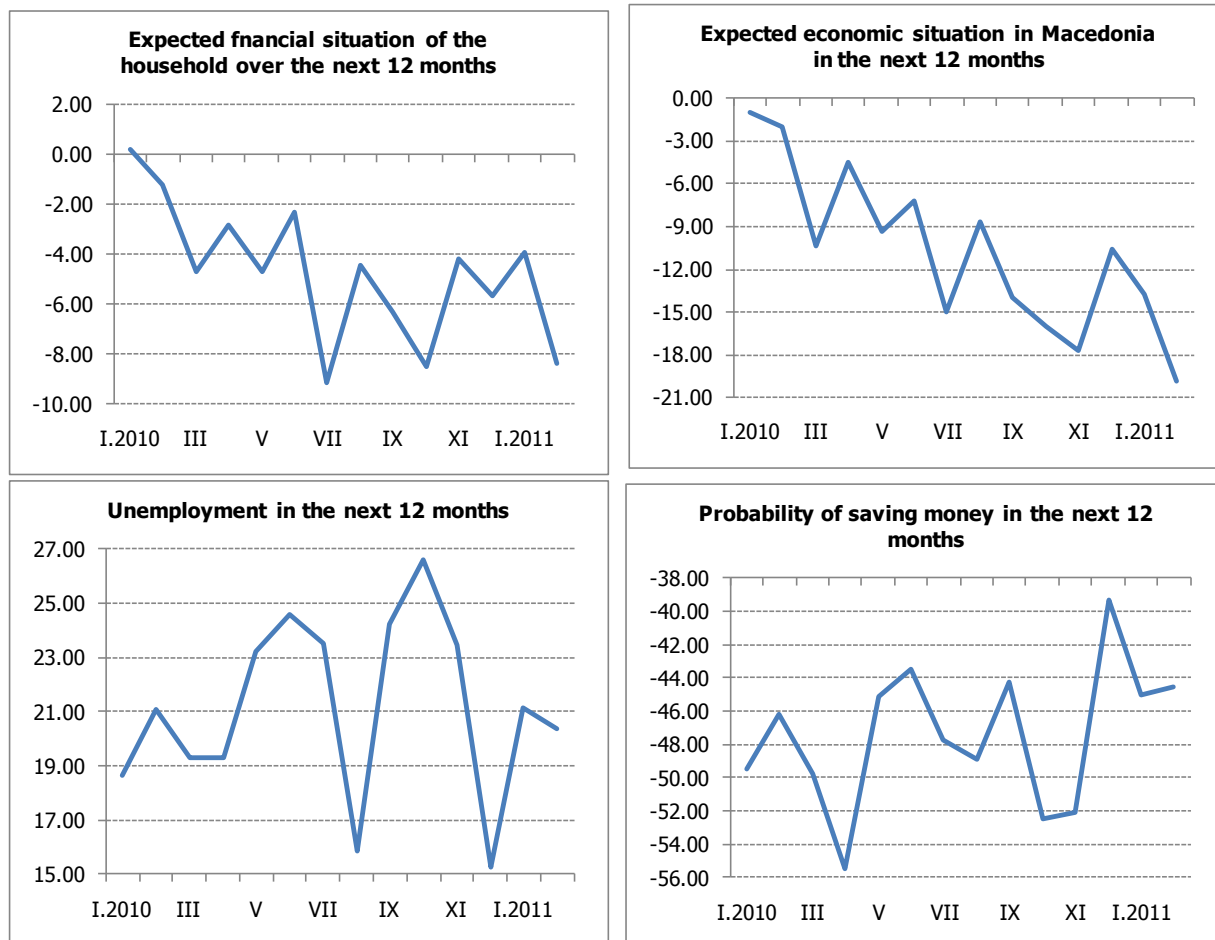 Expected fnancial situation of the
household over the next 12 months
2.00
0.00
-2.00
-4.00
-6.00
-8.00
-10.00
I.2010 III V VII IX XI I.2011
Expected economic situation in Macedonia
in the next 12 months
0.00
-3.00
-6.00
-9.00
-12.00
-15.00
-18.00
-21.00
I.2010 III V VII IX XI I.2011
Unemployment in the next 12 months
27.00
25.00
23.00
21.00
19.00
17.00
15.00
I.2010 III V VII IX XI I.2011
Probability of saving money in the next 12
months
-38.00
-40.00
-42.00
-44.00
-46.00
-48.00
-50.00
-52.00
-54.00
-56.00
I.2010 III V VII IX XI I.2011